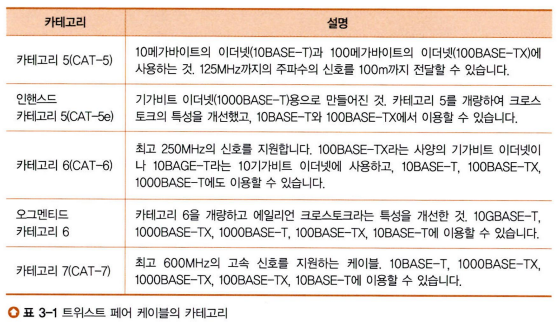 카테고리 설명
카테고리 5(CAT-5)
10메가바이트의 이더넷(10BASE-T)과 100메가바이트의 이더넷(100BASE-TX)에
사용하는 것. 125MHz까지의 주파수의 신호를 100m까지 전달할 수 있습니다.
인핸스드
카테고리 5(CAT-5e)
기가비트 이더넷(1000BASE-T)용으로 만들어진 것. 카테고리 5를 개량하여 크로스
토크의 특성을 개선했고, 10BASE-T와 100BASE-TX에서 이용할 수 있습니다.
카테고리 6(CAT-6)
최고 250MHz의 신호를 지원합니다. 100BASE-TX라는 사양의 기가비트 이더넷이
나 10BAGE-T라는 10기가비트 이더넷에 사용하고, 10BASE-T, 100BASE-TX,
1000BASE-T에도 이용할 수 있습니다.
오그멘티드
카테고리 6
카테고리 6을 개량하고 에일리언 크로스토크라는 특성을 개선한 것. 10GBASE-T,
1000BASE-TX, 1000BASE-T, 100BASE-TX, 10BASE-T에 이용할 수 있습니다.
카테고리 7(CAT-7)
최고 600MHz의 고속 신호를 지원하는 케이블. 10BASE-T, 1000BASE-TX,
1000BASE-TX, 100BASE-TX, 10BASE-T에 이용할 수 있습니다.
표 3-1 트위스트 페어 케이블의 카테고리